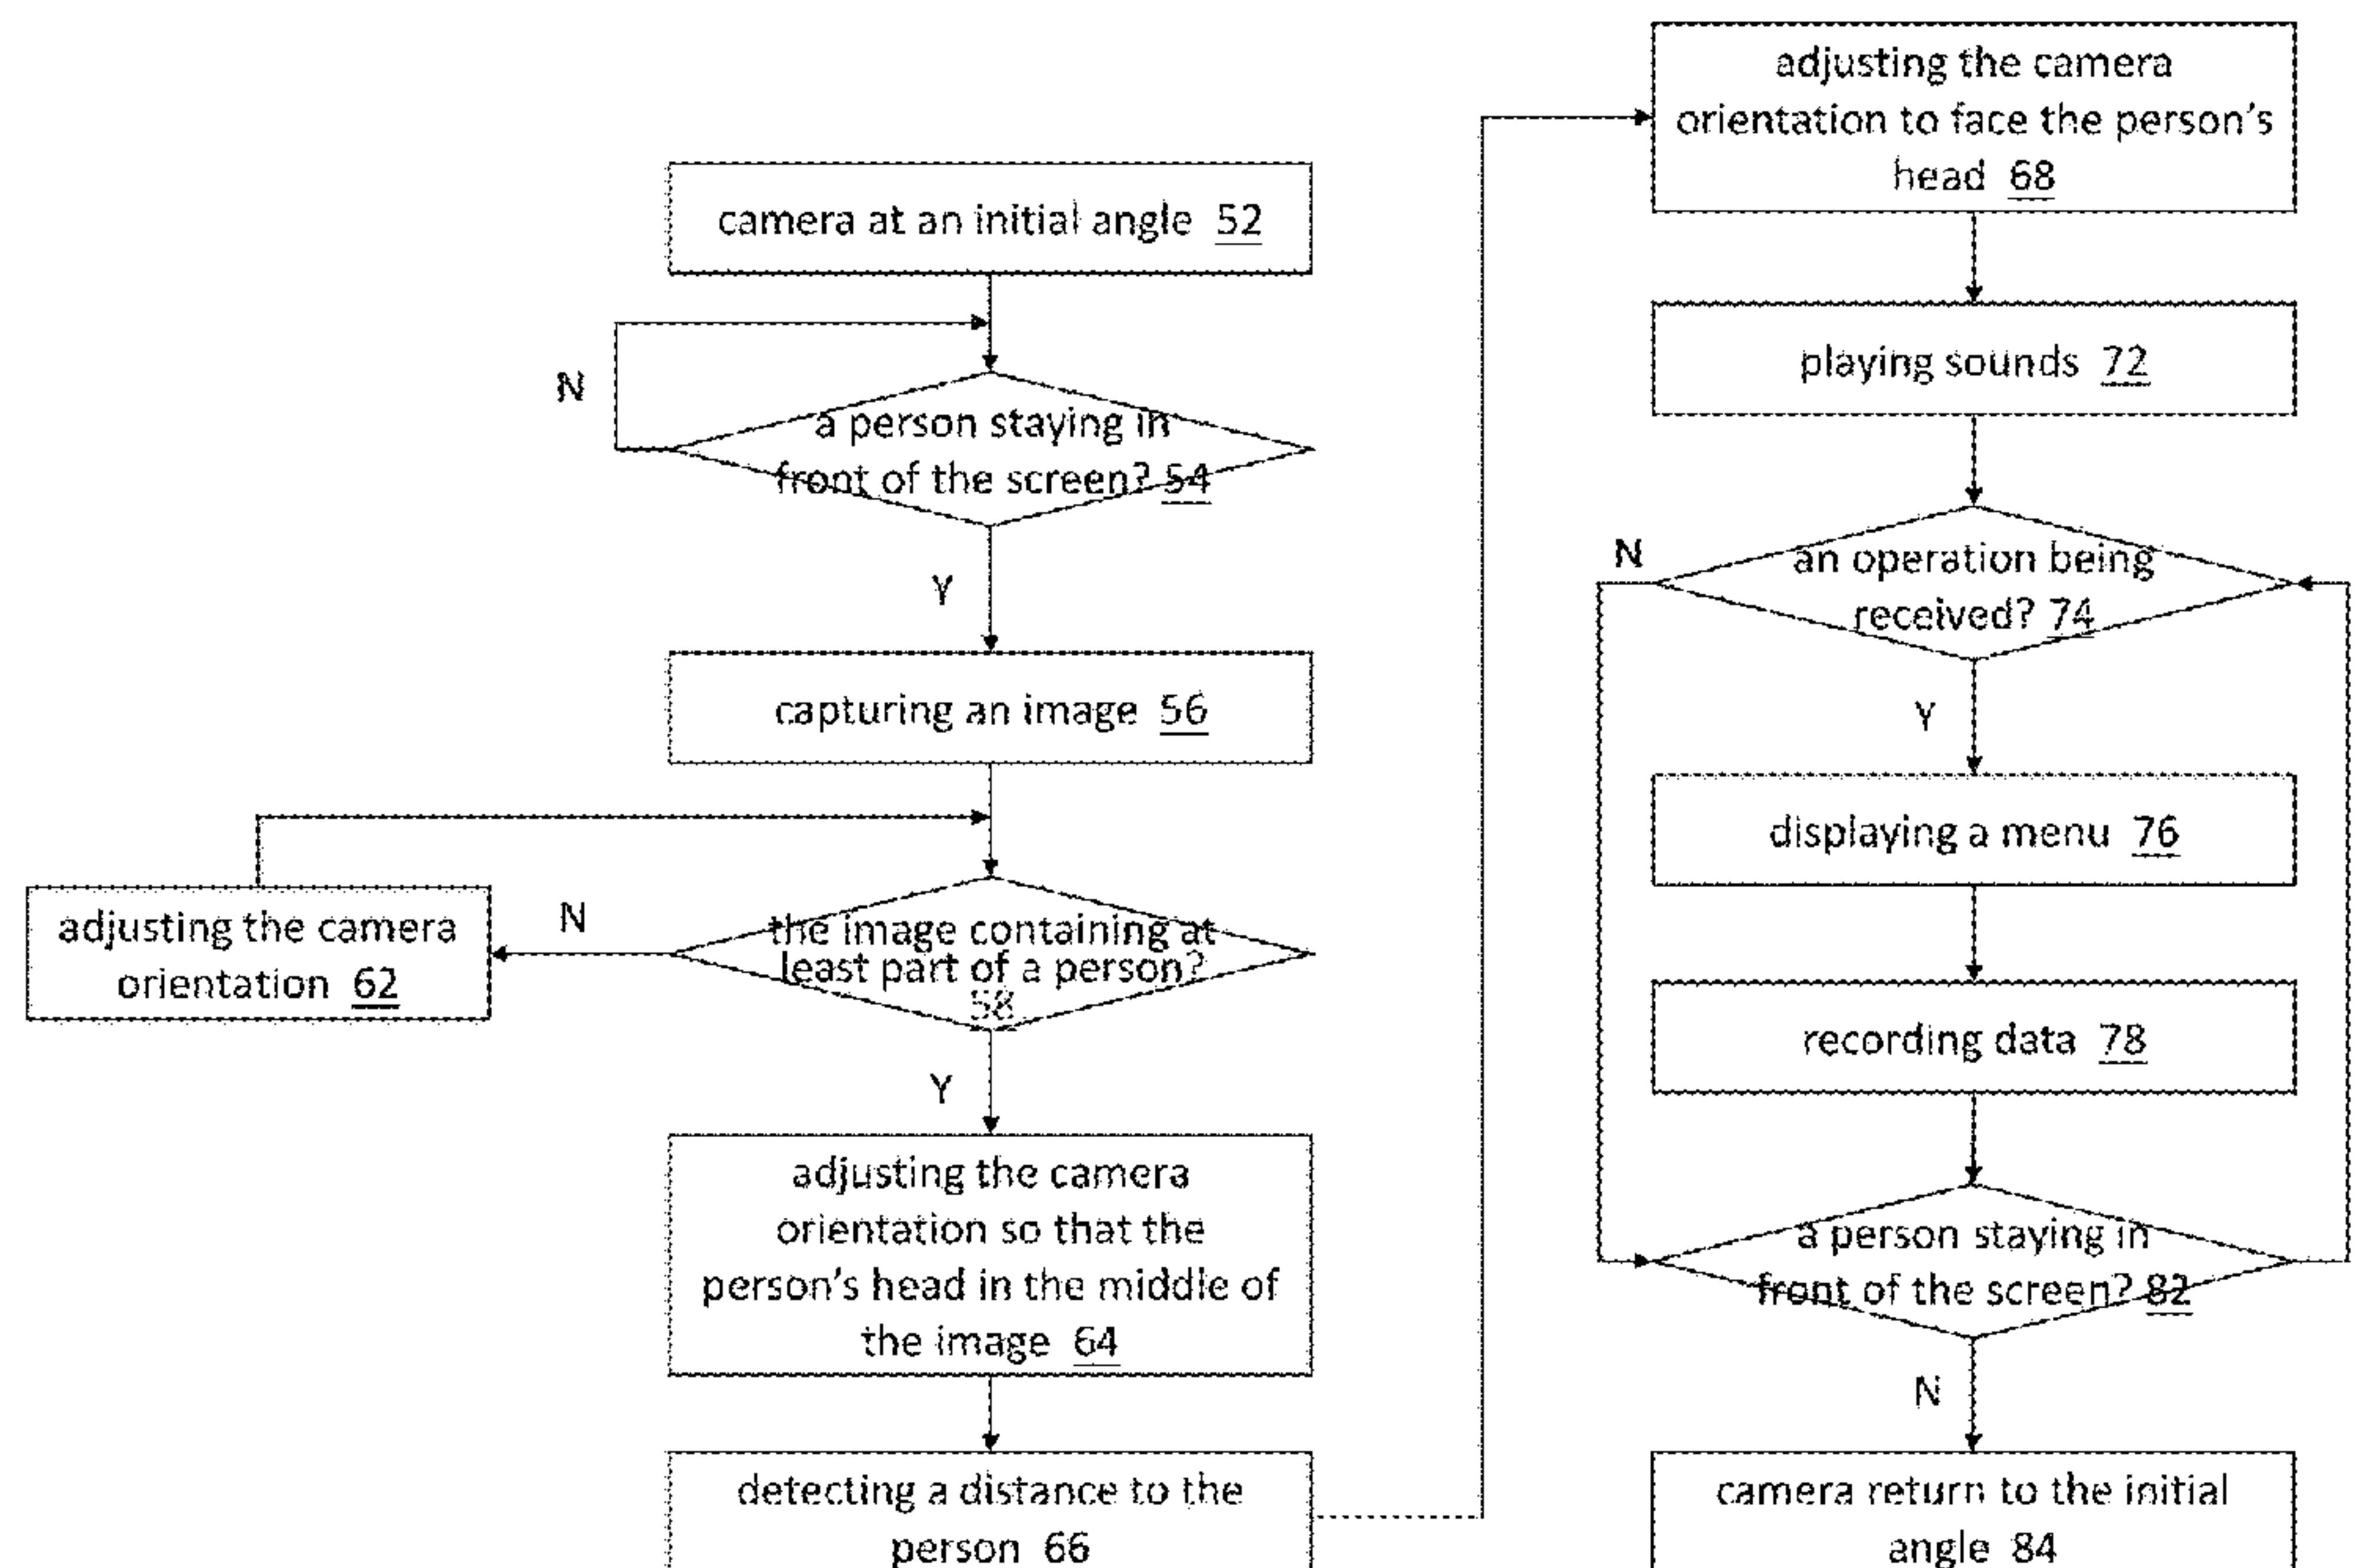 camera at an initial angle 52
N
a person staying in
front of the screen? 54
Y
capturing an image 56
the image containing at
least part of a person?
58
N
adjusting the camera
orientation 62
Y
adjusting the camera
orientation so that the
person's head in the middle of
the image 64
detecting a distance to the
person 66
adjusting the camera
orientation to face the person's
head 68
playing sounds 72
N
an operation being
received? 74
Y
displaying a menu 76
recording data 78
a person staying in
front of the screen? 82
N
camera return to the initial
angle 84